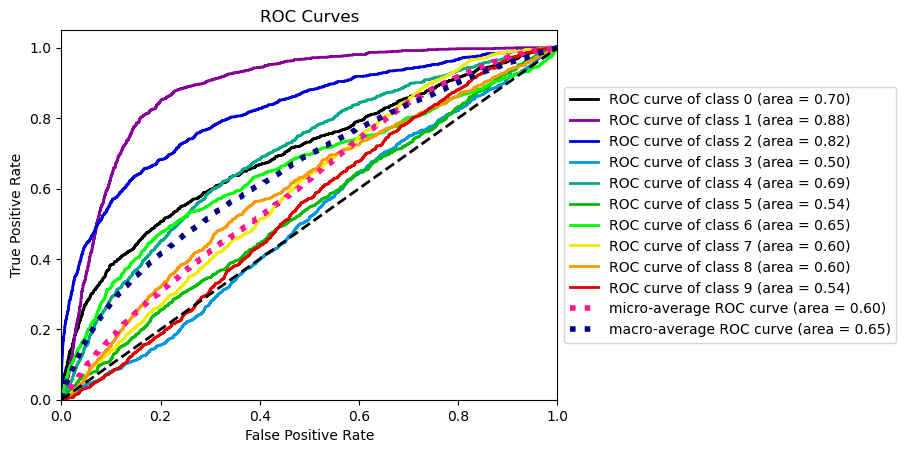 ROC Curves
1.0
0.8
0.6
0.4
0.2
0.0
True Positive Rate
0.0 0.2 0.4 0.6 0.8 1.0
False Positive Rate
ROC curve of class 0 (area = 0.70)
ROC curve of class 1 (area = 0.88)
ROC curve of class 2 (area = 0.82)
ROC curve of class 3 (area = 0.50)
ROC curve of class 4 (area = 0.69)
ROC curve of class 5 (area = 0.54)
ROC curve of class 6 (area = 0.65)
ROC curve of class 7 (area = 0.60)
ROC curve of class 8 (area = 0.60)
ROC curve of class 9 (area = 0.54)
micro-average ROC curve (area = 0.60)
macro-average ROC curve (area = 0.65)